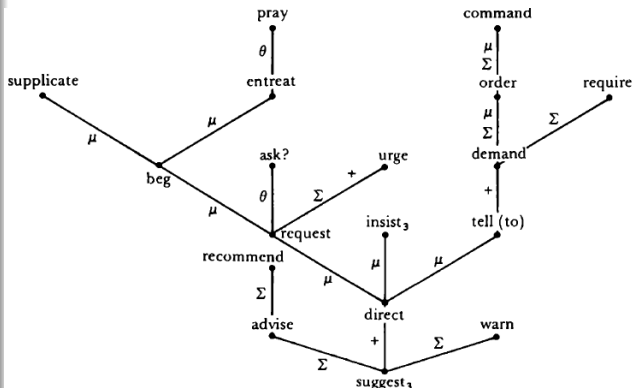 pray command
θ μ
Σ
supplicate entreat order require
μ μ μ
Σ Σ
ask? urge demand
beg + +
μ θ Σ
request insist₃ tell (to)
recommend
μ μ μ
Σ
advise direct warn
+
Σ Σ
suggest₃